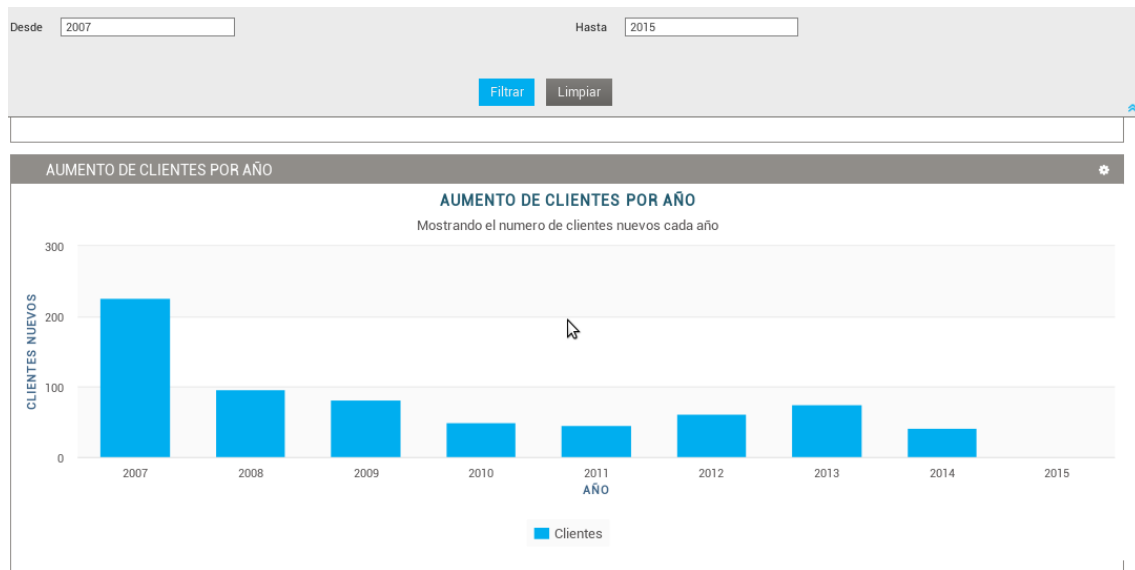 Desde 2007 Hasta 2015
Filtrar Limpiar
AUMENTO DE CLIENTES POR AÑO
AUMENTO DE CLIENTES POR AÑO
Mostrando el numero de clientes nuevos cada año
CLIENTES NUEVOS
300
200
100
0
2007 2008 2009 2010 2011 2012 2013 2014 2015
AÑO
Clientes